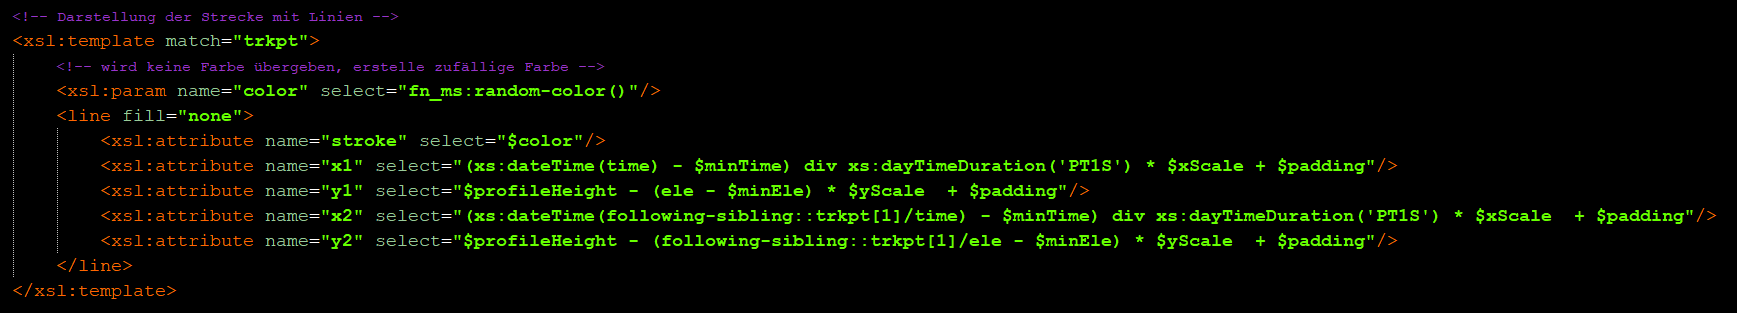 <!-- Darstellung der Strecke mit Linien -->
<xsl:template match="trkpt">
    <!-- wird keine Farbe übergeben, erstelle zufällige Farbe -->
    <xsl:param name="color" select="fn_ms:random-color()"/>
    <line fill="none">
        <xsl:attribute name="stroke" select="$color"/>
        <xsl:attribute name="x1" select="(xs:dateTime(time) - $minTime) div xs:dayTimeDuration('PT1S') * $xScale + $padding"/>
        <xsl:attribute name="y1" select="$profileHeight - (ele - $minEle) * $yScale  + $padding"/>
        <xsl:attribute name="x2" select="(xs:dateTime(following-sibling::trkpt[1]/time) - $minTime) div xs:dayTimeDuration('PT1S') * $xScale  + $padding"/>
        <xsl:attribute name="y2" select="$profileHeight - (following-sibling::trkpt[1]/ele - $minEle) * $yScale  + $padding"/>
    </line>
</xsl:template>